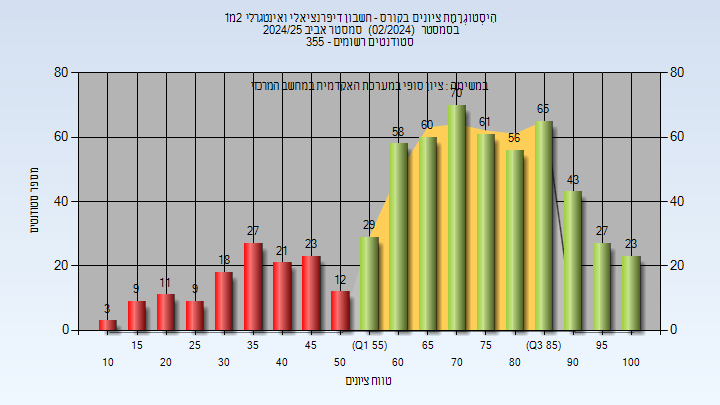 הִיסְטוֹגְרָמַת ציונים בקורס - חשבון דיפרנציאלי ואינטגרלי 2מ1
בסמסטר (02/2024) סמסטר אביב 2024/25
סטודנטים רשומים - 355
במשימה : ציון סופי במערכת האקדמית במחשב המרכזי
80 80
60 60
40 40
20 20
0 0
מספר סטודנטים
3 9 11 9 18 27 21 23 12 29 58 60 70 61 56 65 43 27 23
15 25 35 45 (Q1 55) 65 75 (Q3 85) 95
10 20 30 40 50 60 70 80 90 100
טווח ציונים